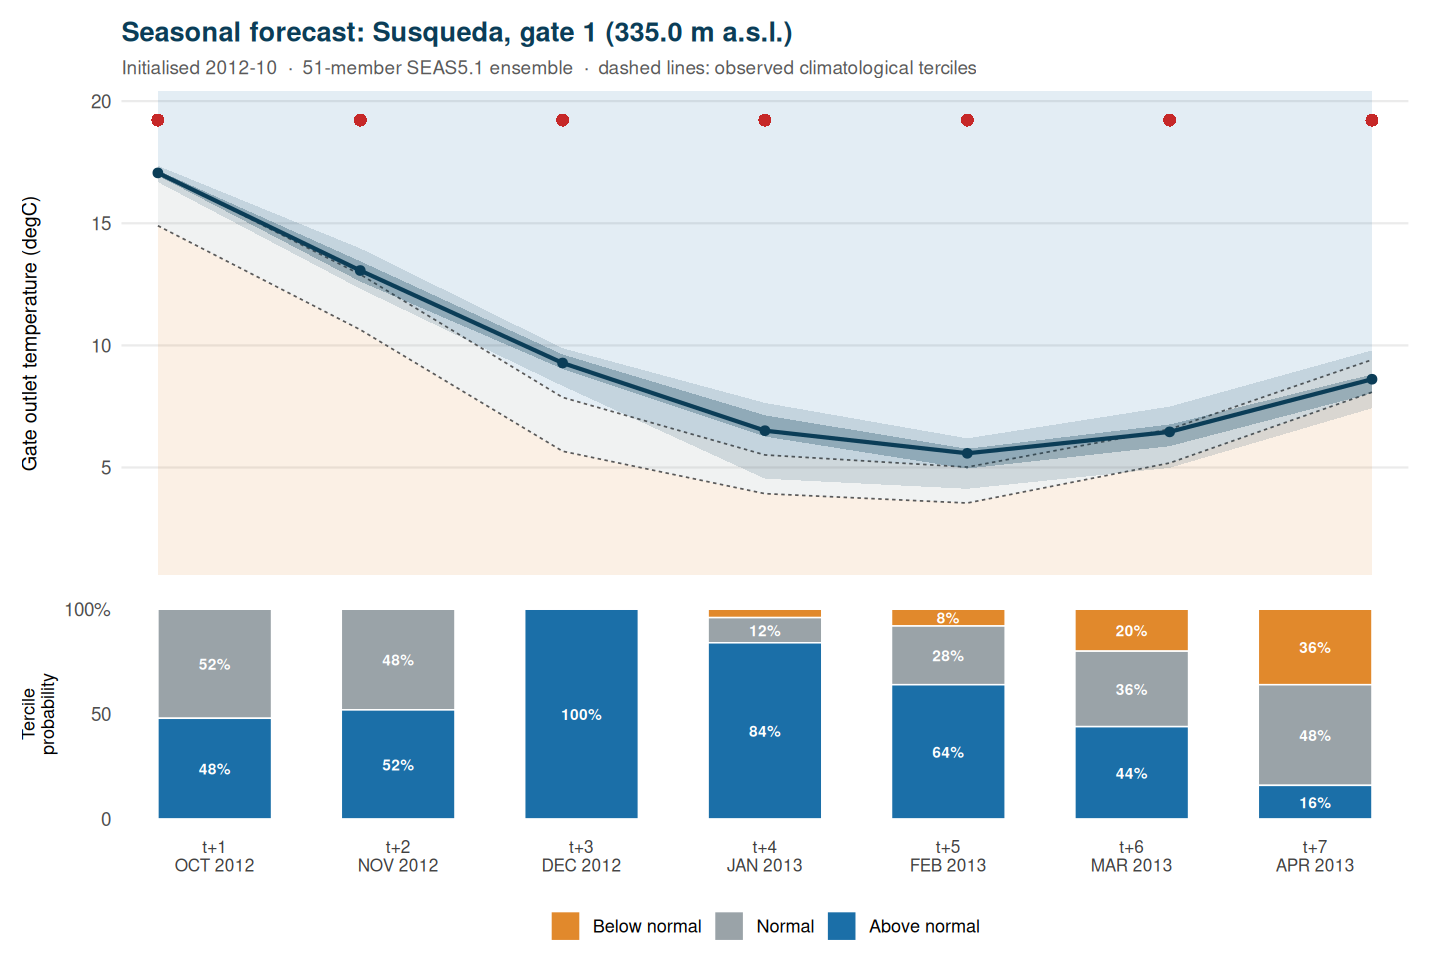 Seasonal forecast: Susqueda, gate 1 (335.0 m a.s.l.)
Initialised 2012-10 · 51-member SEAS5.1 ensemble · dashed lines: observed climatological terciles
Gate outlet temperature (degC)
20
15
10
5
Tercile
probability
100%
50
0
52%
48%
48%
52%
100%
12%
84%
8%
28%
64%
20%
36%
44%
36%
48%
16%
t+1
OCT 2012
t+2
NOV 2012
t+3
DEC 2012
t+4
JAN 2013
t+5
FEB 2013
t+6
MAR 2013
t+7
APR 2013
Below normal
Normal
Above normal